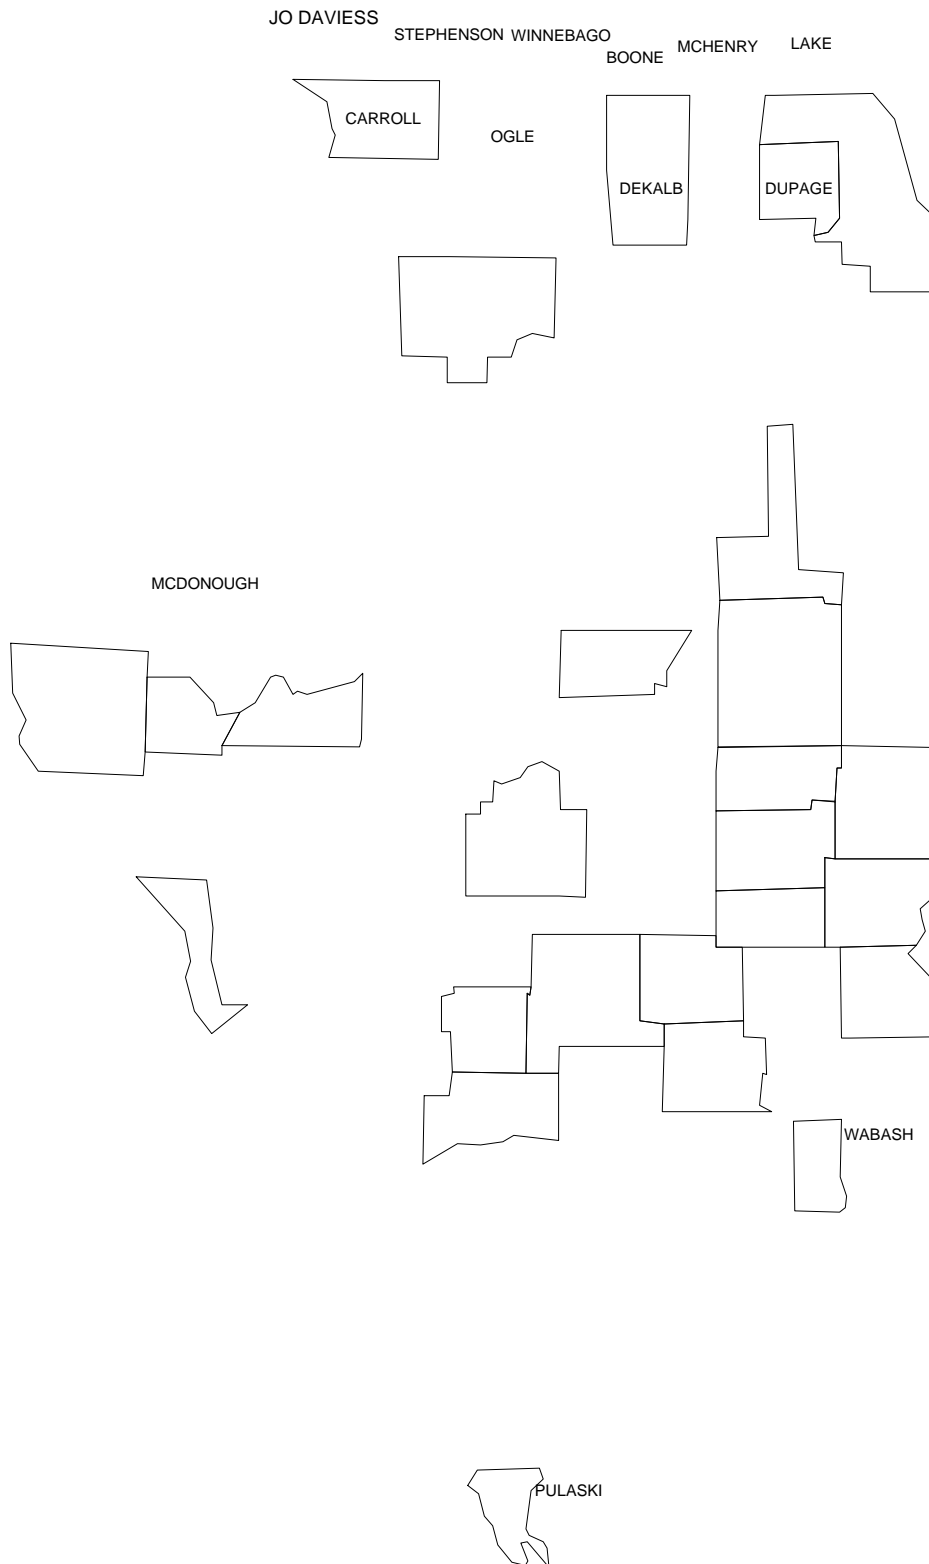 JO DAVIESS
STEPHENSON WINNEBAGO
BOONE
MCHENRY
LAKE
CARROLL
OGLE
DEKALB
DUPAGE
MCDONOUGH
WABASH
PULASKI